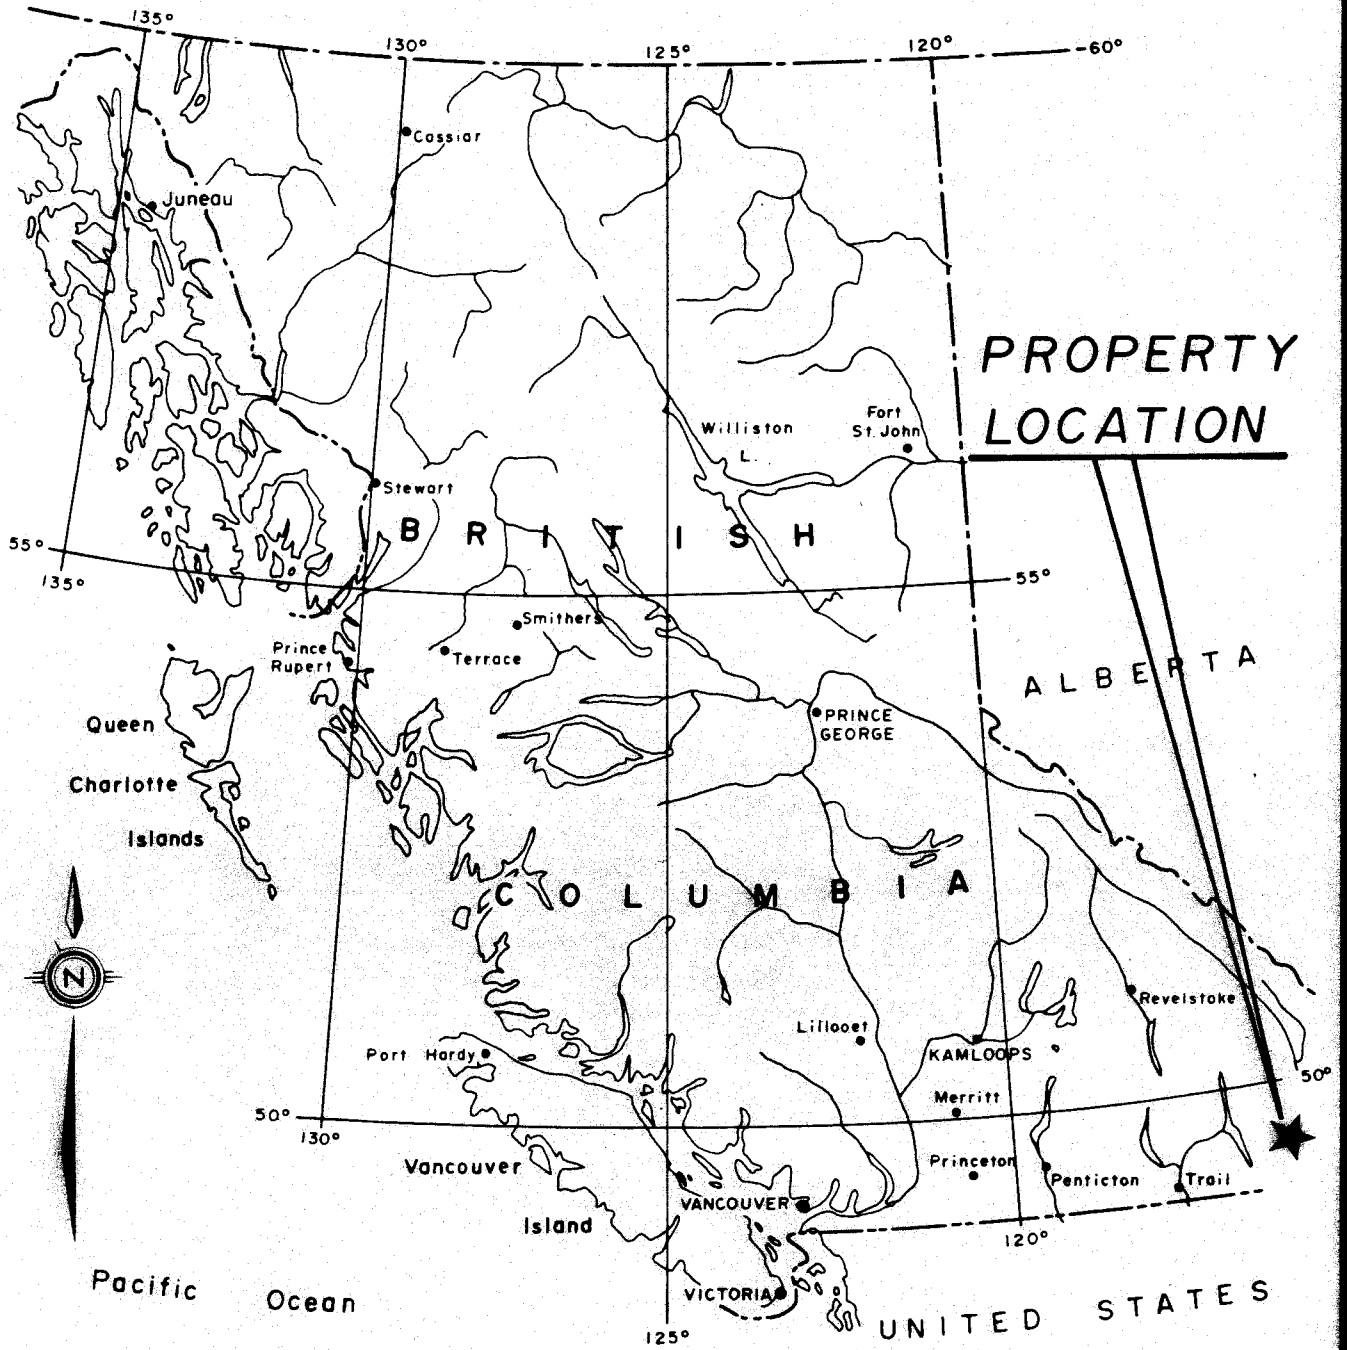 135°
130°
125°
120°
60°
Cassiar
Juneau
PROPERTY
LOCATION
Williston
L.
Fort
St. John
Stewart
BRITISH
55°
135°
55°
Smithers
Terrace
Prince
Rupert
ALBERTA
Queen
Charlotte
Islands
PRINCE
GEORGE
COLUMBIA
N
Revelstoke
Lillooet
Port Hardy
KAMLOOPS
50°
Merritt
50°
130°
Vancouver
Island
Princeton
Penticton
Trail
VANCOUVER
120°
Pacific Ocean
VICTORIA
UNITED STATES
125°